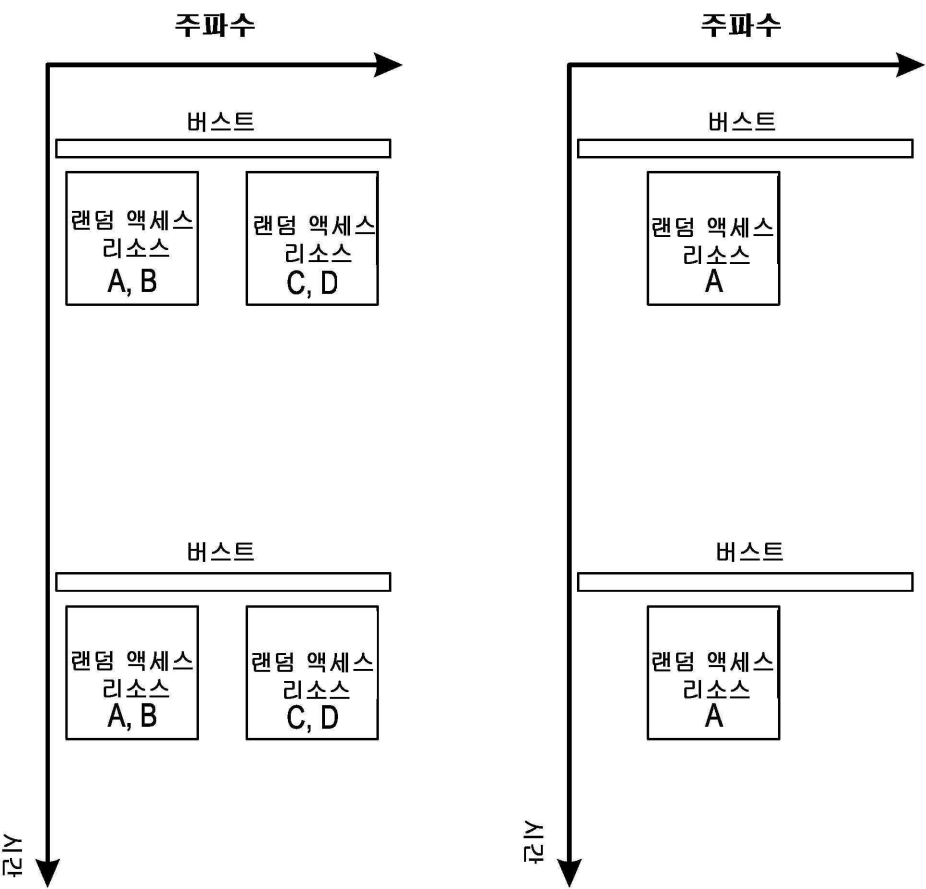 주파수
버스트
랜덤 액세스
리소스
A, B
랜덤 액세스
리소스
C, D
버스트
랜덤 액세스
리소스
A, B
랜덤 액세스
리소스
C, D
시간
주파수
버스트
랜덤 액세스
리소스
A
버스트
랜덤 액세스
리소스
A
시간